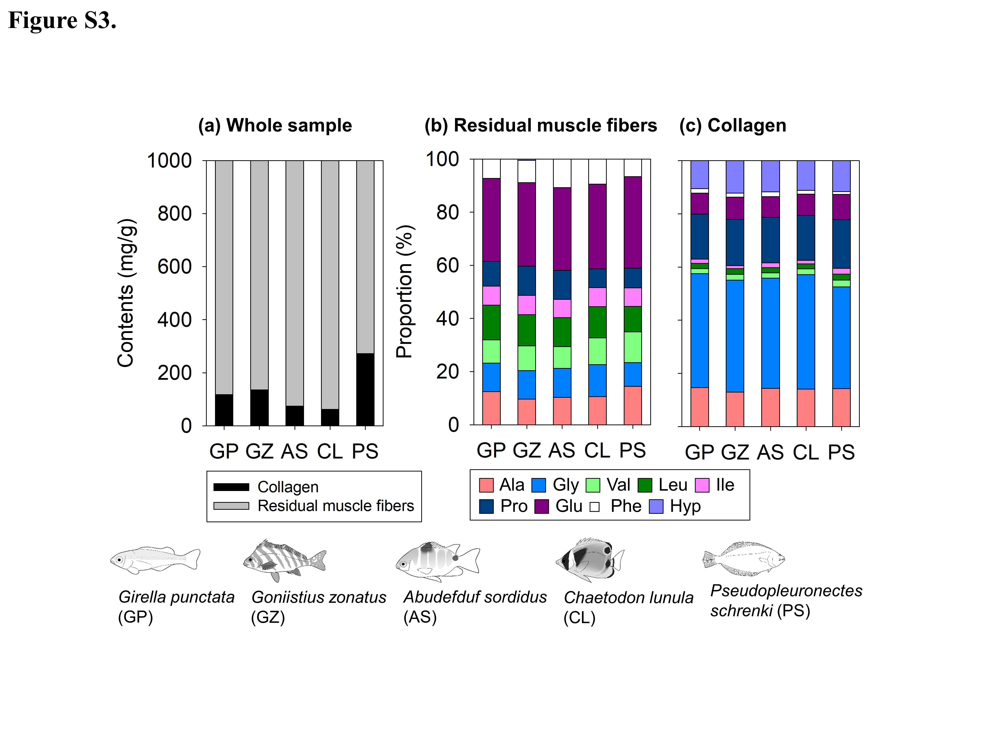 Figure S3.
(a) Whole sample
(b) Residual muscle fibers
(c) Collagen
Contents (mg/g)
1000
800
600
400
200
0
GP GZ AS CL PS
Collagen
Residual muscle fibers
Proportion (%)
100
80
60
40
20
0
GP GZ AS CL PS
GP GZ AS CL PS
Ala Gly Val Leu Ile
Pro Glu Phe Hyp
Girella punctata
(GP)
Goniistius zonatus
(GZ)
Abudefduf sordidus
(AS)
Chaetodon lunula
(CL)
Pseudopleuronectes
schrenki (PS)